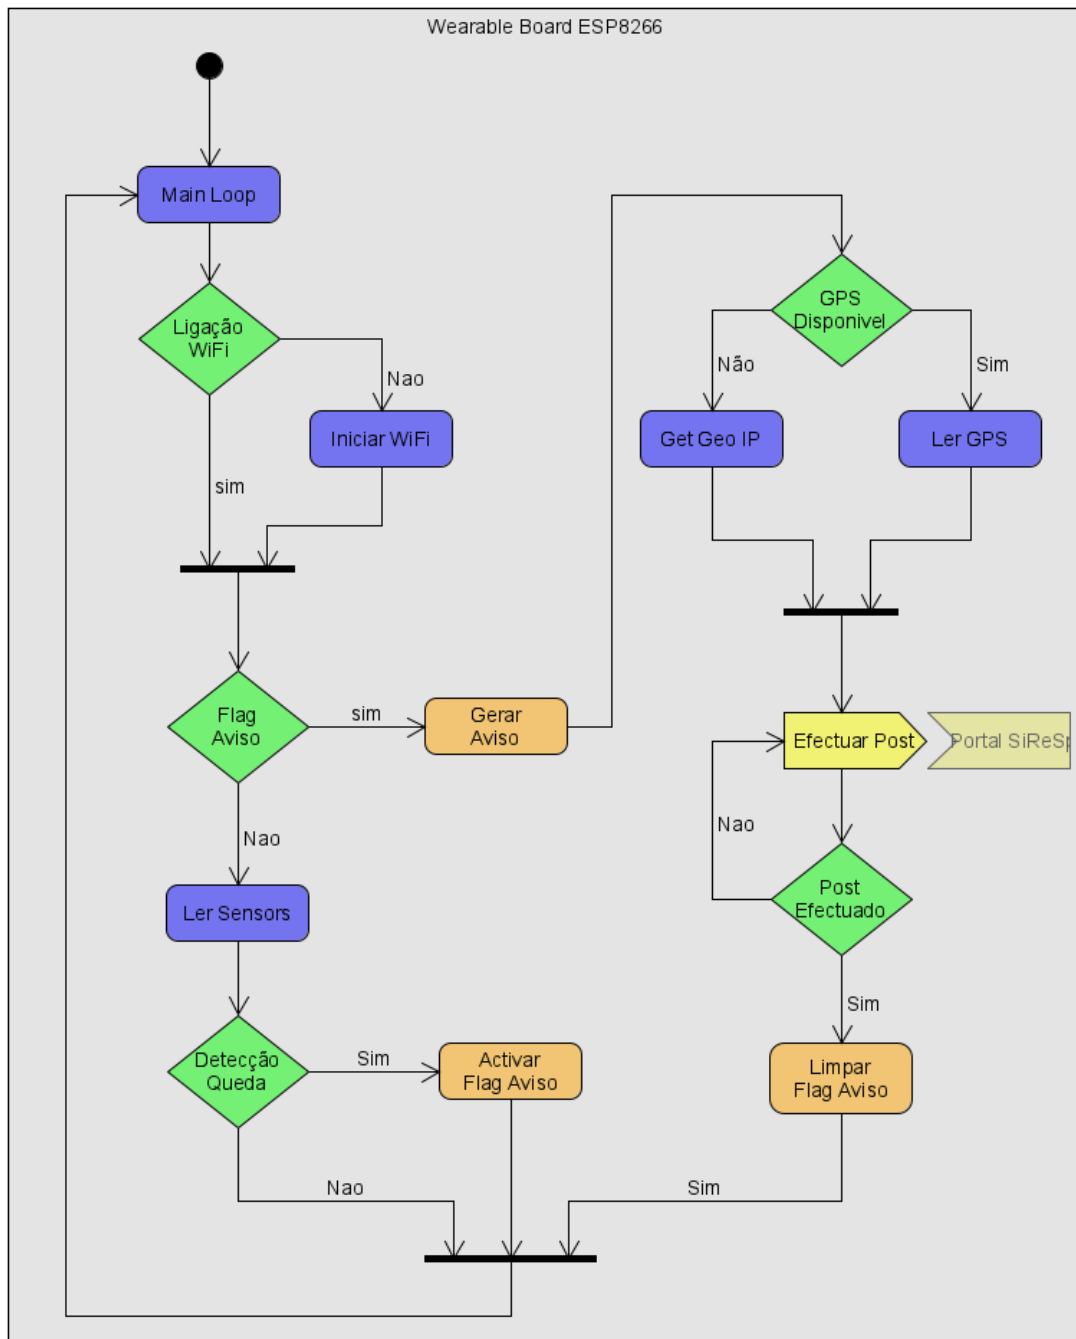 Wearable Board ESP8266
Main Loop
Ligação
WiFi
Nao
Iniciar WiFi
sim
Flag
Aviso
sim
Gerar
Aviso
Nao
Ler Sensors
Detecção
Queda
Sim
Activar
Flag Aviso
Nao
GPS
Disponivel
Não
Sim
Get Geo IP
Ler GPS
Efectuar Post
Portal SiReSp
Nao
Post
Efectuado
Sim
Limpar
Flag Aviso
Sim